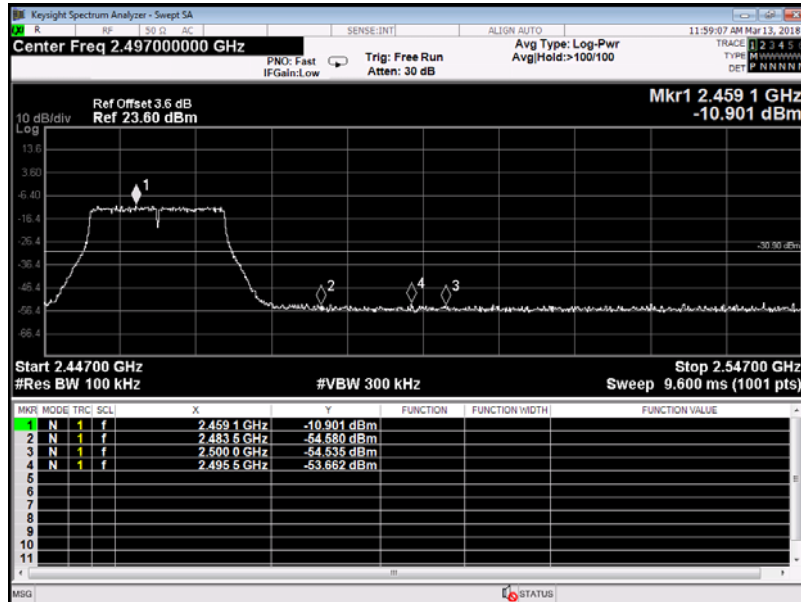 Keysight Spectrum Analyzer - Swept SA
R RF 50 Ω AC SENSE:INT ALIGN AUTO 11:59:07 AM Mar 13, 2018
Center Freq 2.497000000 GHz
PNO: Fast
IFGain:Low
Trig: Free Run
Atten: 30 dB
Avg Type: Log-Pwr
Avg|Hold:>100/100
TRACE 1 2 3 4 5
TYPE M
DET P N N N N
Ref Offset 3.6 dB
10 dB/div Ref 23.60 dBm
Log
Mkr1 2.459 1 GHz
-10.901 dBm
13.6
3.60
-6.40
-16.4
-26.4
-36.4
-46.4
-56.4
-66.4
1
2
4
3
-30.90 dBm
Start 2.44700 GHz Stop 2.54700 GHz
#Res BW 100 kHz #VBW 300 kHz Sweep 9.600 ms (1001 pts)
MKR MODE TRC SCL X Y FUNCTION FUNCTION WIDTH FUNCTION VALUE
1 N 1 f 2.459 1 GHz -10.901 dBm
2 N 1 f 2.483 5 GHz -54.580 dBm
3 N 1 f 2.500 0 GHz -54.535 dBm
4 N 1 f 2.495 5 GHz -53.662 dBm
5
6
7
8
9
10
11
MSG STATUS